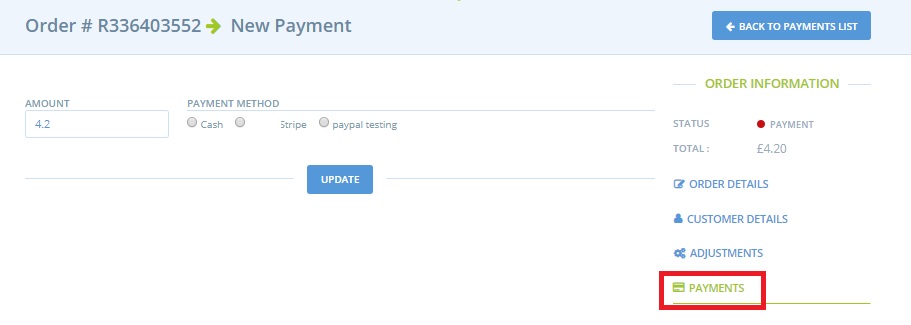 Order # R336403552 New Payment
BACK TO PAYMENTS LIST
AMOUNT
4.2
PAYMENT METHOD
Cash Stripe paypal testing
UPDATE
ORDER INFORMATION
STATUS PAYMENT
TOTAL : £4.20
ORDER DETAILS
CUSTOMER DETAILS
ADJUSTMENTS
PAYMENTS